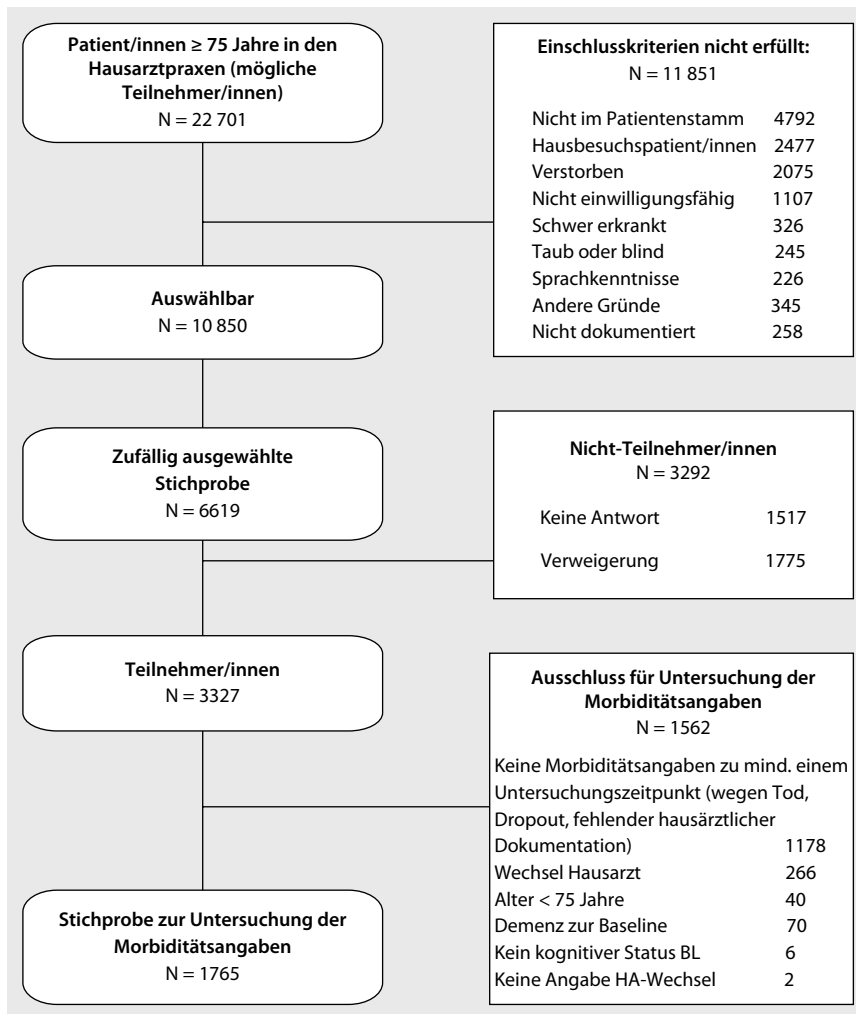 Patient/innen ≥ 75 Jahre in den
Hausarztpraxen (mögliche
Teilnehmer/innen)
N = 22 701
Einschlusskriterien nicht erfüllt:
N = 11 851
Nicht im Patientenstamm 4792
Hausbesuchspatient/innen 2477
Verstorben 2075
Nicht einwilligungsfähig 1107
Schwer erkrankt 326
Taub oder blind 245
Sprachkenntnisse 226
Andere Gründe 345
Nicht dokumentiert 258
Auswählbar
N = 10 850
Zufällig ausgewählte
Stichprobe
N = 6619
Nicht-Teilnehmer/innen
N = 3292
Keine Antwort 1517
Verweigerung 1775
Teilnehmer/innen
N = 3327
Ausschluss für Untersuchung der
Morbiditätsangaben
N = 1562
Keine Morbiditätsangaben zu mind. einem
Untersuchungszeitpunkt (wegen Tod,
Dropout, fehlender hausärztlicher
Dokumentation) 1178
Wechsel Hausarzt 266
Alter < 75 Jahre 40
Demenz zur Baseline 70
Kein kognitiver Status BL 6
Keine Angabe HA-Wechsel 2
Stichprobe zur Untersuchung der
Morbiditätsangaben
N = 1765